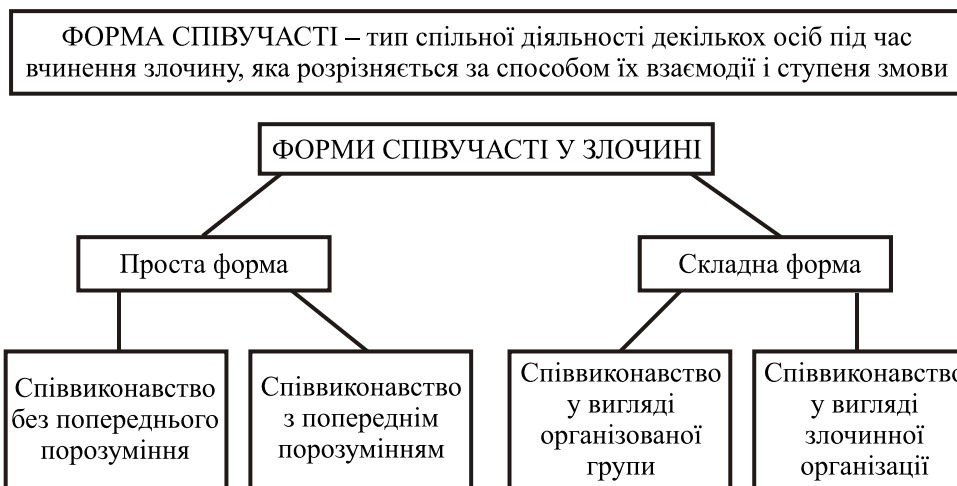 ФОРМА СПІВУЧАСТІ – тип спільної діяльності декількох осіб під час
вчинення злочину, яка розрізняється за способом їх взаємодії і ступеня змови
ФОРМИ СПІВУЧАСТІ У ЗЛОЧИНІ
Проста форма
Складна форма
Співвиконавство
без попереднього
порозуміння
Співвиконавство
з попереднім
порозумінням
Співвиконавство
у вигляді
організованої
групи
Співвиконавство
у вигляді
злочинної
організації